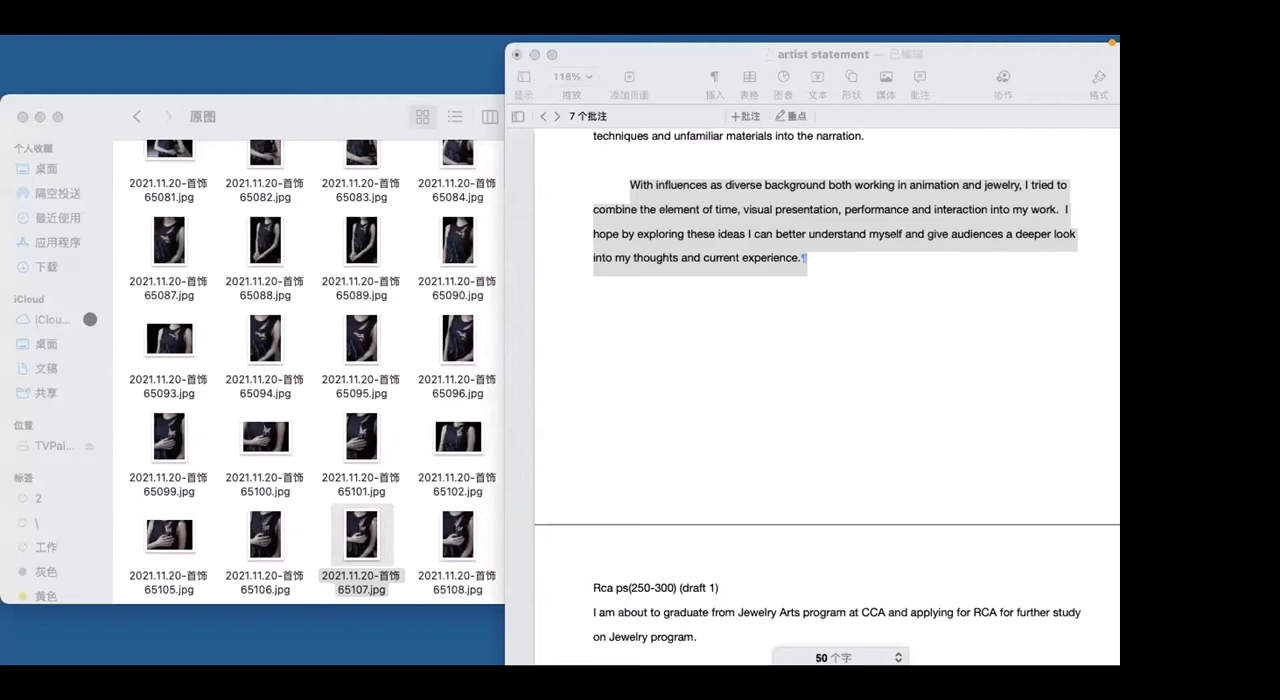 原图
个人收藏
桌面
隔空投送
最近使用
应用程序
下载
iCloud
iClou...
桌面
文稿
共享
位置
TVPai...
标签
2
\
工作
灰色
黄色
2021.11.20-首饰 2021.11.20-首饰 2021.11.20-首饰 2021.11.20-首饰
65081.jpg 65082.jpg 65083.jpg 65084.jpg
2021.11.20-首饰 2021.11.20-首饰 2021.11.20-首饰 2021.11.20-首饰
65087.jpg 65088.jpg 65089.jpg 65090.jpg
2021.11.20-首饰 2021.11.20-首饰 2021.11.20-首饰 2021.11.20-首饰
65093.jpg 65094.jpg 65095.jpg 65096.jpg
2021.11.20-首饰 2021.11.20-首饰 2021.11.20-首饰 2021.11.20-首饰
65099.jpg 65100.jpg 65101.jpg 65102.jpg
2021.11.20-首饰 2021.11.20-首饰 2021.11.20-首饰 2021.11.20-首饰
65105.jpg 65106.jpg 65107.jpg 65108.jpg
artist statement — 已编辑
118%
显示 缩放 添加页面 插入 表格 图表 文本 形状 媒体 批注 协作 格式
7 个批注 +批注 重点
techniques and unfamiliar materials into the narration.
With influences as diverse background both working in animation and jewelry, I tried to
combine the element of time, visual presentation, performance and interaction into my work. I
hope by exploring these ideas I can better understand myself and give audiences a deeper look
into my thoughts and current experience.¶
Rca ps(250-300) (draft 1)
I am about to graduate from Jewelry Arts program at CCA and applying for RCA for further study
on Jewelry program.
50 个字